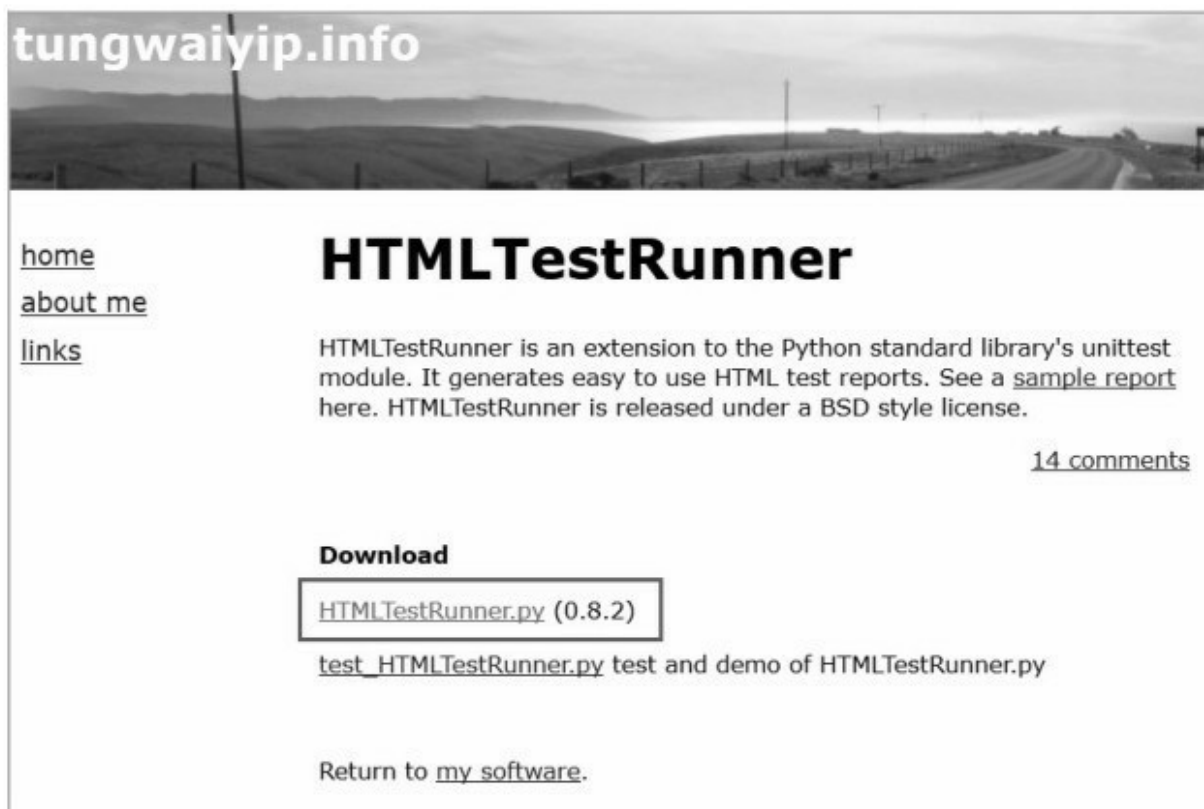 tungwaiyip.info
home
about me
links
HTMLTestRunner
HTMLTestRunner is an extension to the Python standard library's unittest
module. It generates easy to use HTML test reports. See a sample report
here. HTMLTestRunner is released under a BSD style license.
14 comments
Download
HTMLTestRunner.py (0.8.2)
test_HTMLTestRunner.py test and demo of HTMLTestRunner.py
Return to my software.